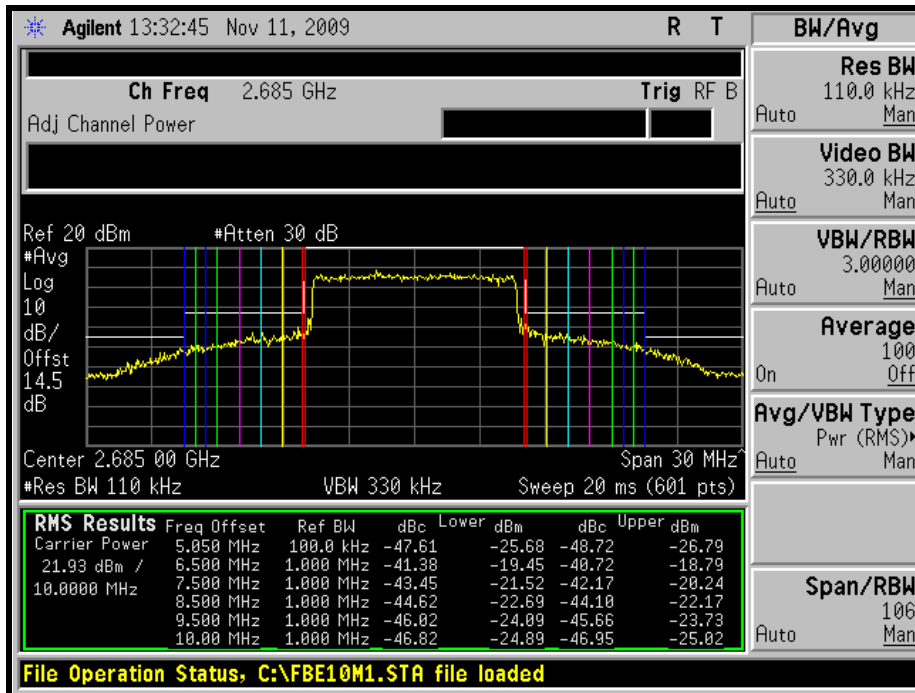 Agilent 13:32:45 Nov 11, 2009 R T
Ch Freq 2.685 GHz Trig RF B
Adj Channel Power
Ref 20 dBm #Atten 30 dB
#Avg
Log
10
dB/
Offst
14.5
dB
Center 2.685 00 GHz Span 30 MHz^
#Res BW 110 kHz VBW 330 kHz Sweep 20 ms (601 pts)
RMS Results Freq Offset Ref BW dBc Lower dBm dBc Upper dBm
Carrier Power 5.050 MHz 100.0 kHz -47.61 -25.68 -48.72 -26.79
21.93 dBm / 6.500 MHz 1.000 MHz -41.38 -19.45 -40.72 -18.79
10.0000 MHz 7.500 MHz 1.000 MHz -43.45 -21.52 -42.17 -20.24
8.500 MHz 1.000 MHz -44.62 -22.69 -44.10 -22.17
9.500 MHz 1.000 MHz -46.02 -24.09 -45.66 -23.73
10.00 MHz 1.000 MHz -46.82 -24.89 -46.95 -25.02
File Operation Status, C:\FBE10M1.STA file loaded
BW/Avg
Res BW
110.0 kHz
Auto Man
Video BW
330.0 kHz
Auto Man
VBW/RBW
3.00000
Auto Man
Average
100
On Off
Avg/VBW Type
Pwr (RMS)▸
Auto Man
Span/RBW
106
Auto Man